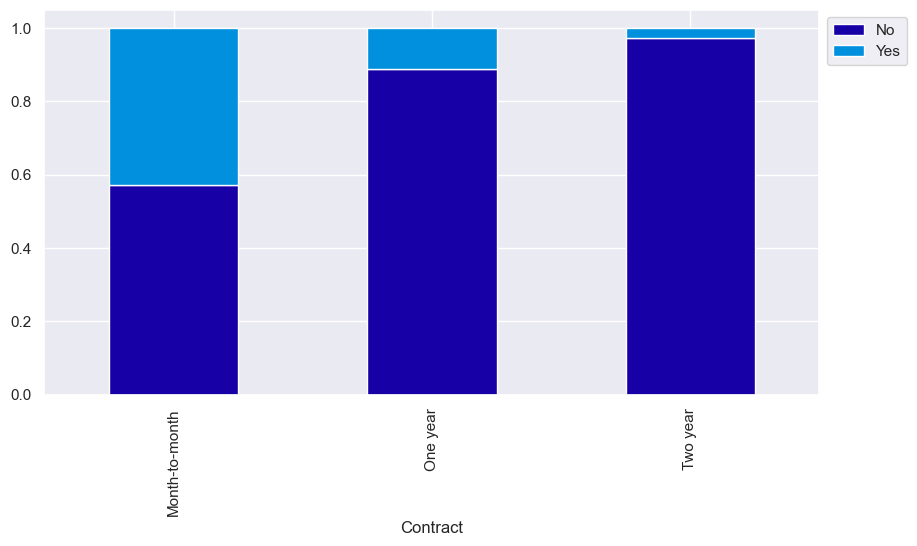 1.0
0.8
0.6
0.4
0.2
0.0
No
Yes
Month-to-month
One year
Two year
Contract